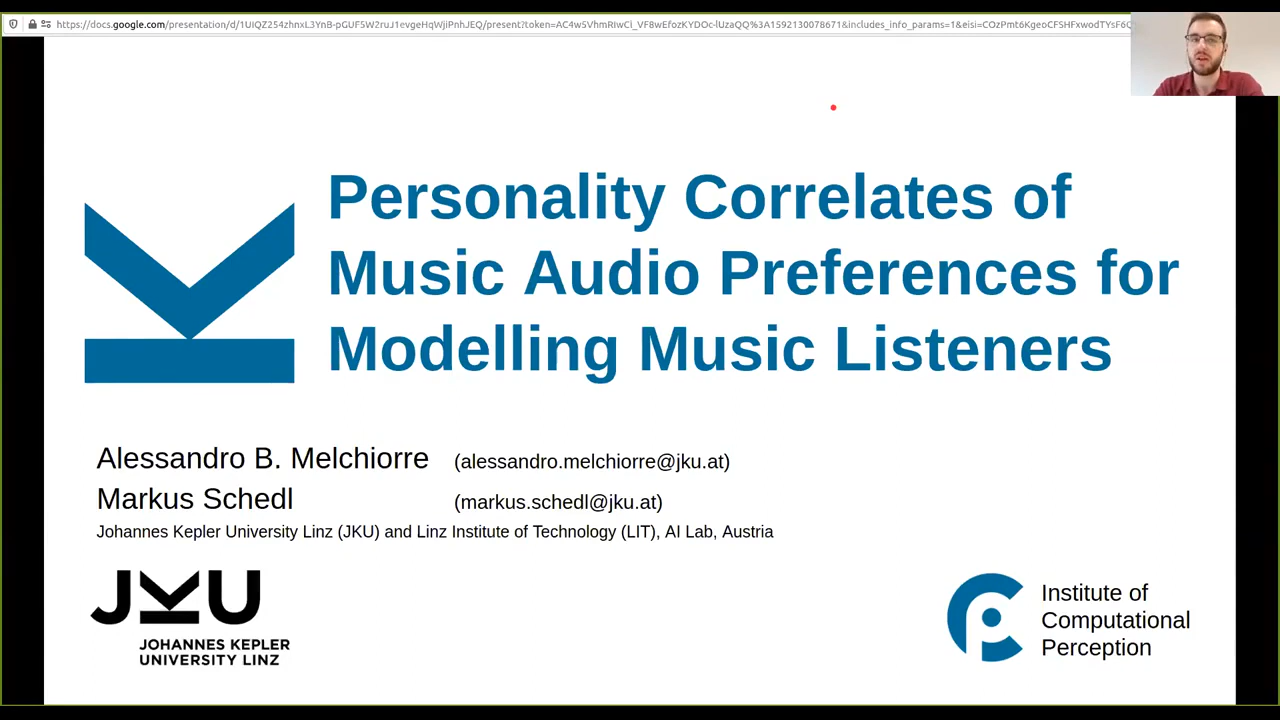 Personality Correlates of
Music Audio Preferences for
Modelling Music Listeners
Alessandro B. Melchiorre (alessandro.melchiorre@jku.at)
Markus Schedl (markus.schedl@jku.at)
Johannes Kepler University Linz (JKU) and Linz Institute of Technology (LIT), AI Lab, Austria
JKU
JOHANNES KEPLER
UNIVERSITY LINZ
Institute of
Computational
Perception